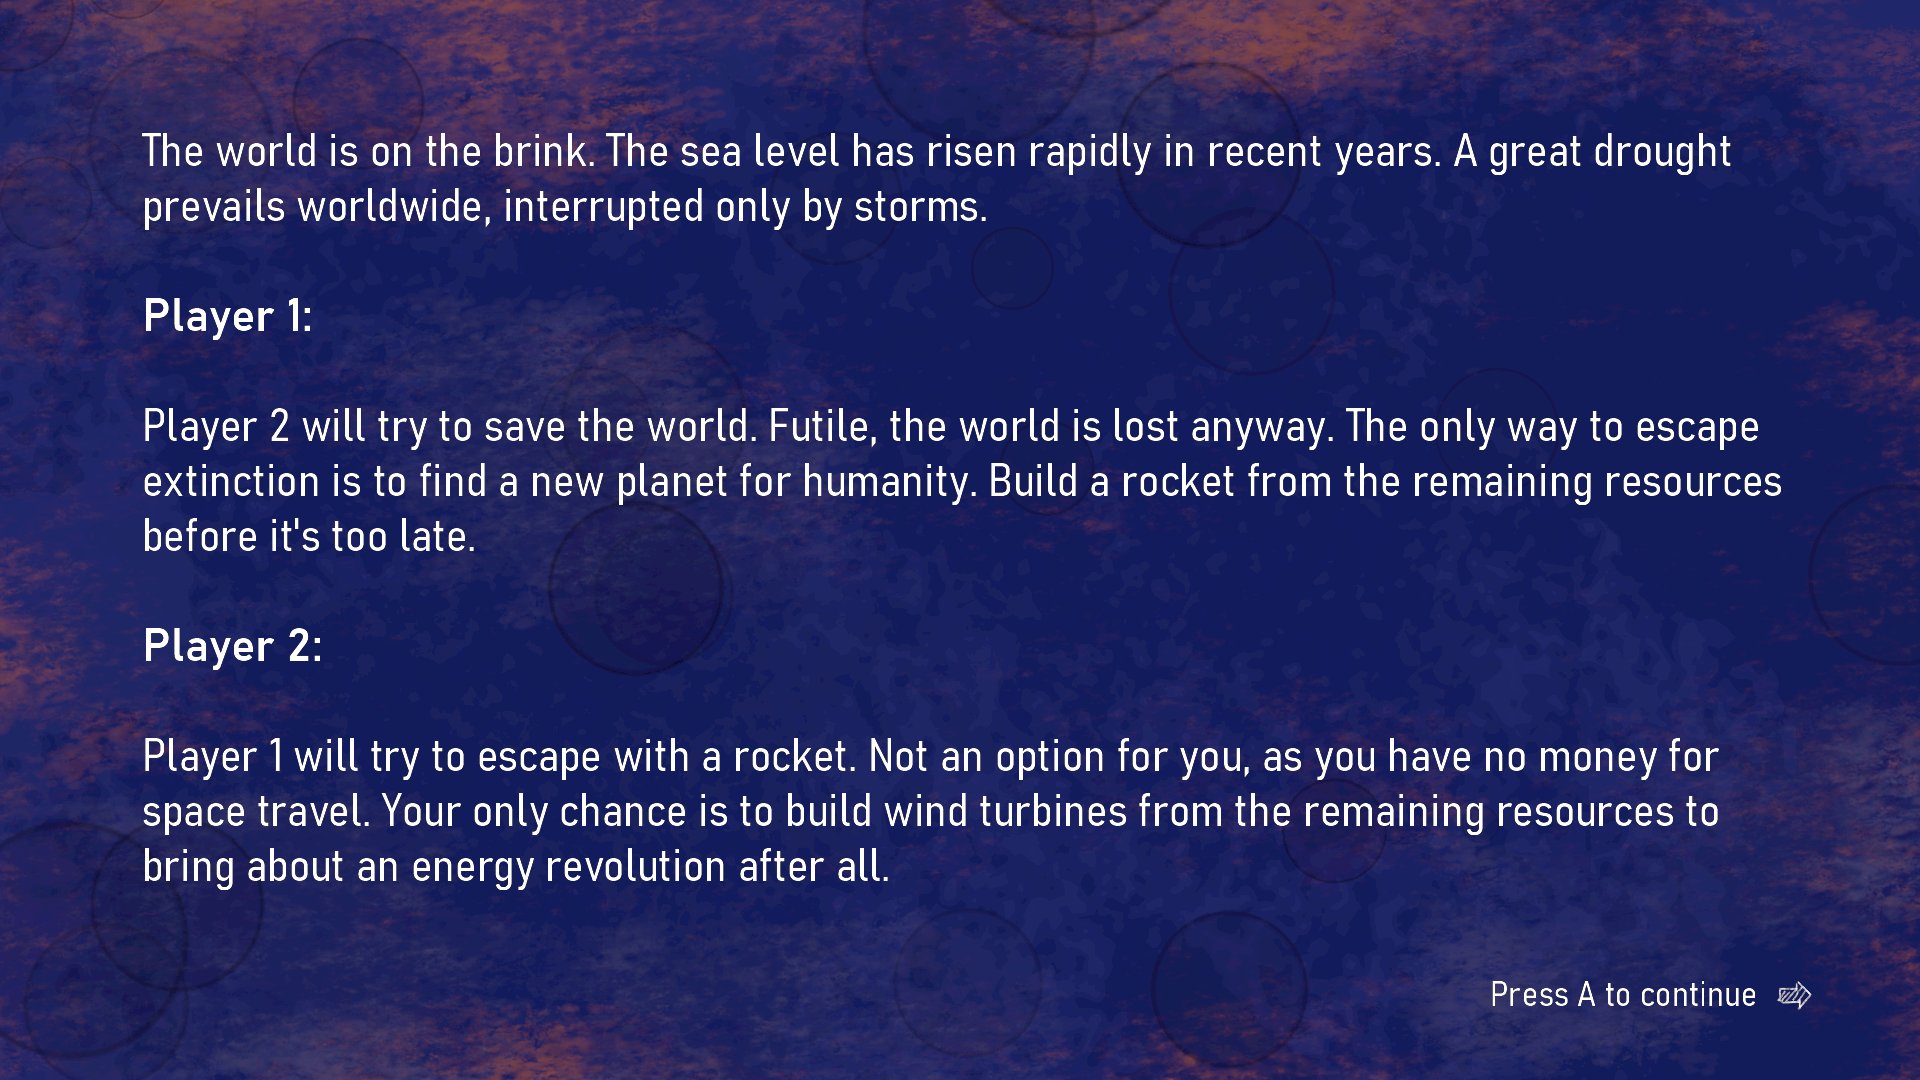 The world is on the brink. The sea level has risen rapidly in recent years. A great drought
prevails worldwide, interrupted only by storms.
Player 1:
Player 2 will try to save the world. Futile, the world is lost anyway. The only way to escape
extinction is to find a new planet for humanity. Build a rocket from the remaining resources
before it's too late.
Player 2:
Player 1 will try to escape with a rocket. Not an option for you, as you have no money for
space travel. Your only chance is to build wind turbines from the remaining resources to
bring about an energy revolution after all.
Press A to continue